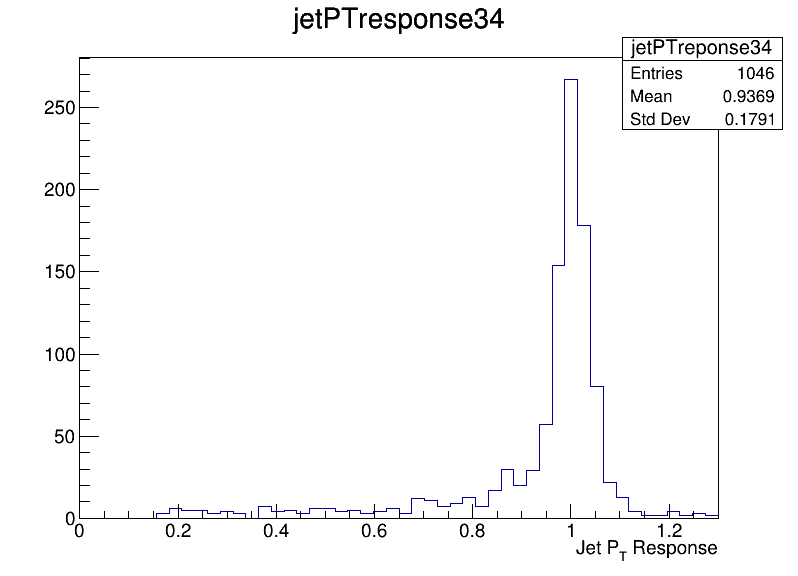 jetPTresponse34
jetPTreponse34
Entries 1046
Mean 0.9369
Std Dev 0.1791
250
200
150
100
50
0
0 0.2 0.4 0.6 0.8 1 1.2
Jet PT Response